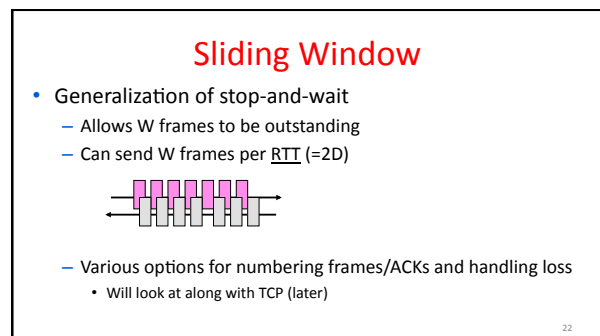 Sliding Window
• Generalization of stop-and-wait
– Allows W frames to be outstanding
– Can send W frames per RTT (=2D)
– Various options for numbering frames/ACKs and handling loss
• Will look at along with TCP (later)
22